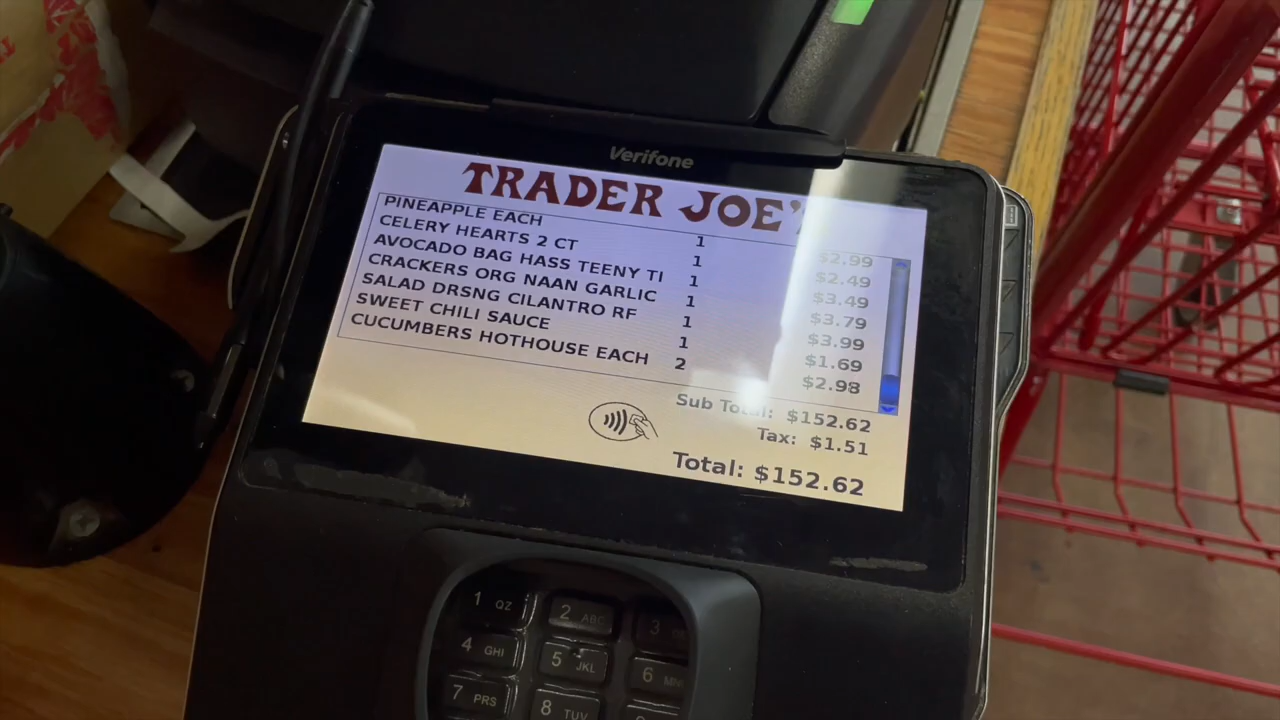 Verifone
TRADER JOE'
PINEAPPLE EACH 1 $2.99
CELERY HEARTS 2 CT 1 $2.49
AVOCADO BAG HASS TEENY TI 1 $3.49
CRACKERS ORG NAAN GARLIC 1 $3.79
SALAD DRSNG CILANTRO RF 1 $3.99
SWEET CHILI SAUCE 1 $1.69
CUCUMBERS HOTHOUSE EACH 2 $2.98
Sub Total: $152.62
Tax: $1.51
Total: $152.62
1 QZ 2 ABC 3
4 GHI 5 JKL 6 MN
7 PRS 8 TUV